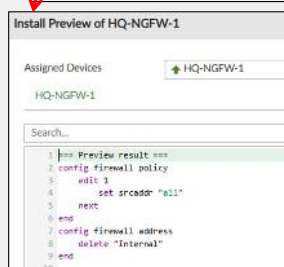 Install Preview of HQ-NGFW-1
Assigned Devices
HQ-NGFW-1
HQ-NGFW-1
Search...
1 === Preview result ===
2 config firewall policy
3 edit 1
4 set srcaddr "all"
5 next
6 end
7 config firewall address
8 delete "Internal"
9 end
10